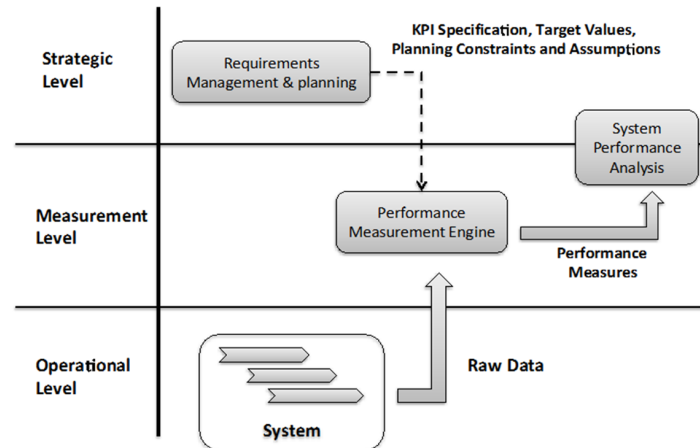 KPI Specification, Target Values,
Planning Constraints and Assumptions
Strategic
Level
Requirements
Management & planning
System
Performance
Analysis
Measurement
Level
Performance
Measurement Engine
Performance
Measures
Operational
Level
Raw Data
System